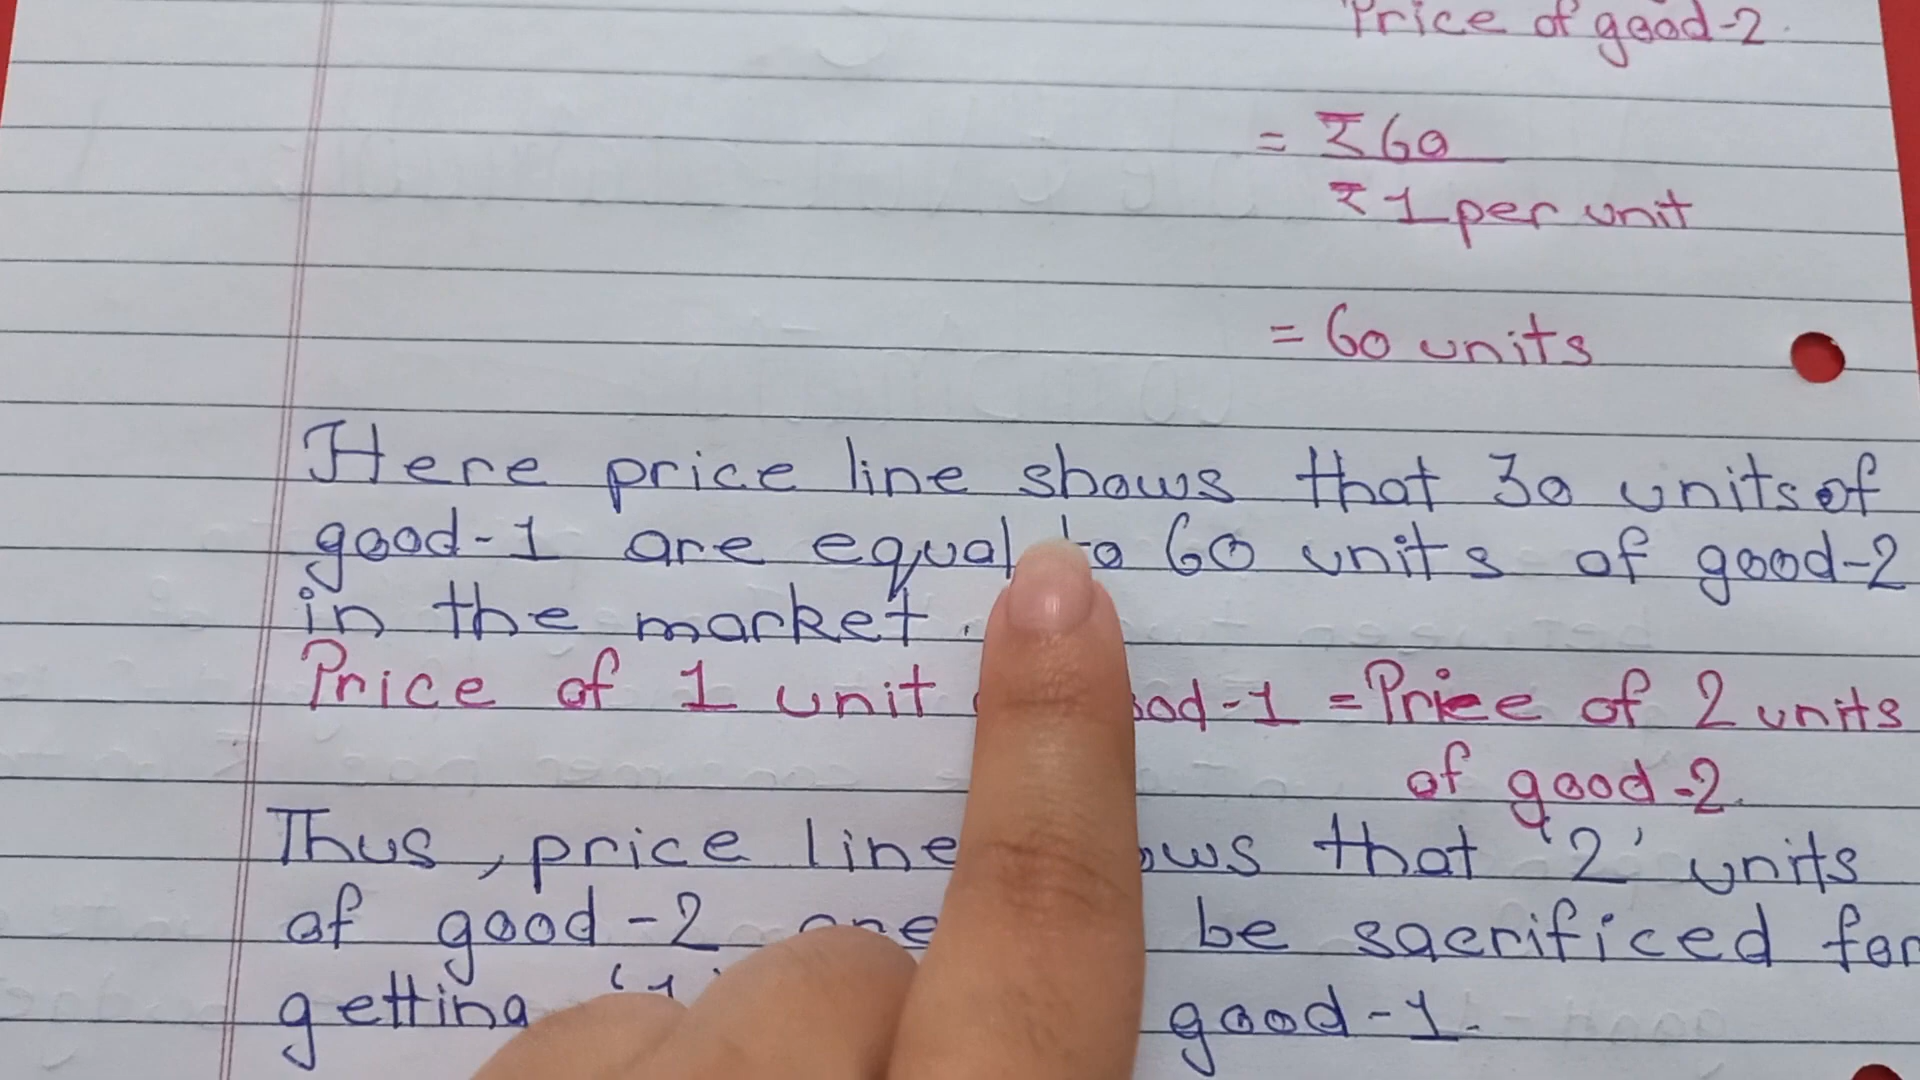 Price of good-2.
= ₹60
₹1 per unit
= 60 units
Here price line shows that 30 units of
good-1 are equal to 60 units of good-2
in the market.
Price of 1 unit good-1 = Price of 2 units
of good-2.
Thus, price line that '2' units
of good-2 are be sacrificed for
getting '1' good-1.